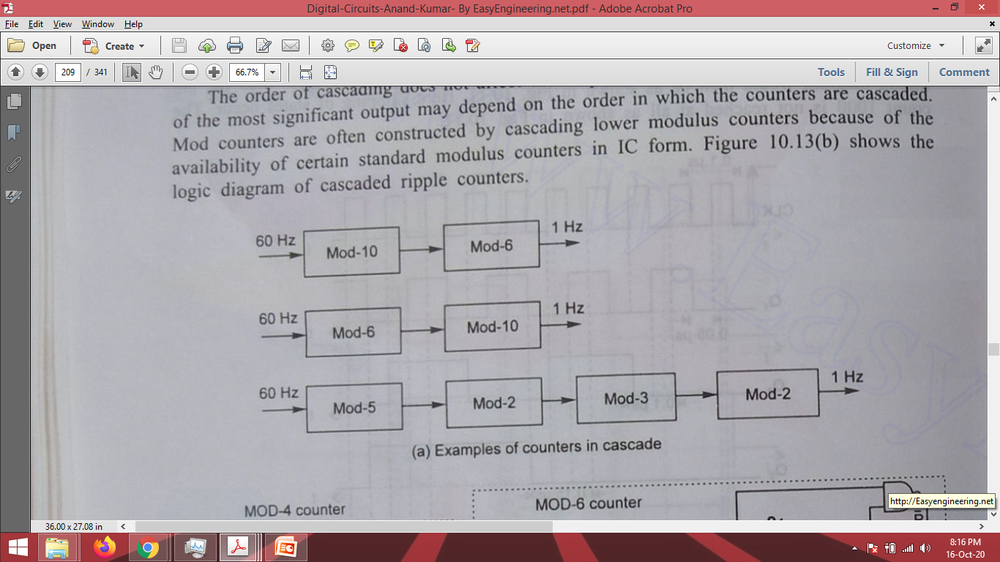 Digital-Circuits-Anand-Kumar- By EasyEngineering.net.pdf - Adobe Acrobat Pro
File Edit View Window Help
Open Create Customize
209 / 341 66.7% Tools Fill & Sign Comment
The order of cascading does not
of the most significant output may depend on the order in which the counters are cascaded.
Mod counters are often constructed by cascading lower modulus counters because of the
availability of certain standard modulus counters in IC form. Figure 10.13(b) shows the
logic diagram of cascaded ripple counters.
60 Hz Mod-10 Mod-6 1 Hz
60 Hz Mod-6 Mod-10 1 Hz
60 Hz Mod-5 Mod-2 Mod-3 Mod-2 1 Hz
(a) Examples of counters in cascade
MOD-4 counter MOD-6 counter
http://Easyengineering.net
36.00 x 27.08 in
8:16 PM
16-Oct-20